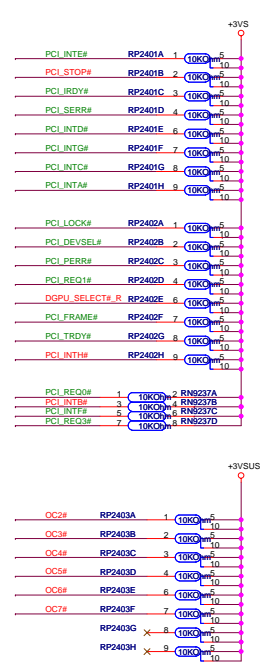 +3VS
PCI_INTE# RP2401A 1 10KOhm 5 10
PCI_STOP# RP2401B 2 10KOhm 5 10
PCI_IRDY# RP2401C 3 10KOhm 5 10
PCI_SERR# RP2401D 4 10KOhm 5 10
PCI_INTD# RP2401E 6 10KOhm 5 10
PCI_INTG# RP2401F 7 10KOhm 5 10
PCI_INTC# RP2401G 8 10KOhm 5 10
PCI_INTA# RP2401H 9 10KOhm 5 10
PCI_LOCK# RP2402A 1 10KOhm 5 10
PCI_DEVSEL# RP2402B 2 10KOhm 5 10
PCI_PERR# RP2402C 3 10KOhm 5 10
PCI_REQ1# RP2402D 4 10KOhm 5 10
DGPU_SELECT#_R RP2402E 6 10KOhm 5 10
PCI_FRAME# RP2402F 7 10KOhm 5 10
PCI_TRDY# RP2402G 8 10KOhm 5 10
PCI_INTH# RP2402H 9 10KOhm 5 10
PCI_REQ0# 1 10KOhm 2 RN9237A
PCI_INTB# 3 10KOhm 4 RN9237B
PCI_INTF# 5 10KOhm 6 RN9237C
PCI_REQ3# 7 10KOhm 8 RN9237D
+3VSUS
OC2# RP2403A 1 10KOhm 5 10
OC3# RP2403B 2 10KOhm 5 10
OC4# RP2403C 3 10KOhm 5 10
OC5# RP2403D 4 10KOhm 5 10
OC6# RP2403E 6 10KOhm 5 10
OC7# RP2403F 7 10KOhm 5 10
RP2403G 8 10KOhm 5 10
RP2403H 9 10KOhm 5 10